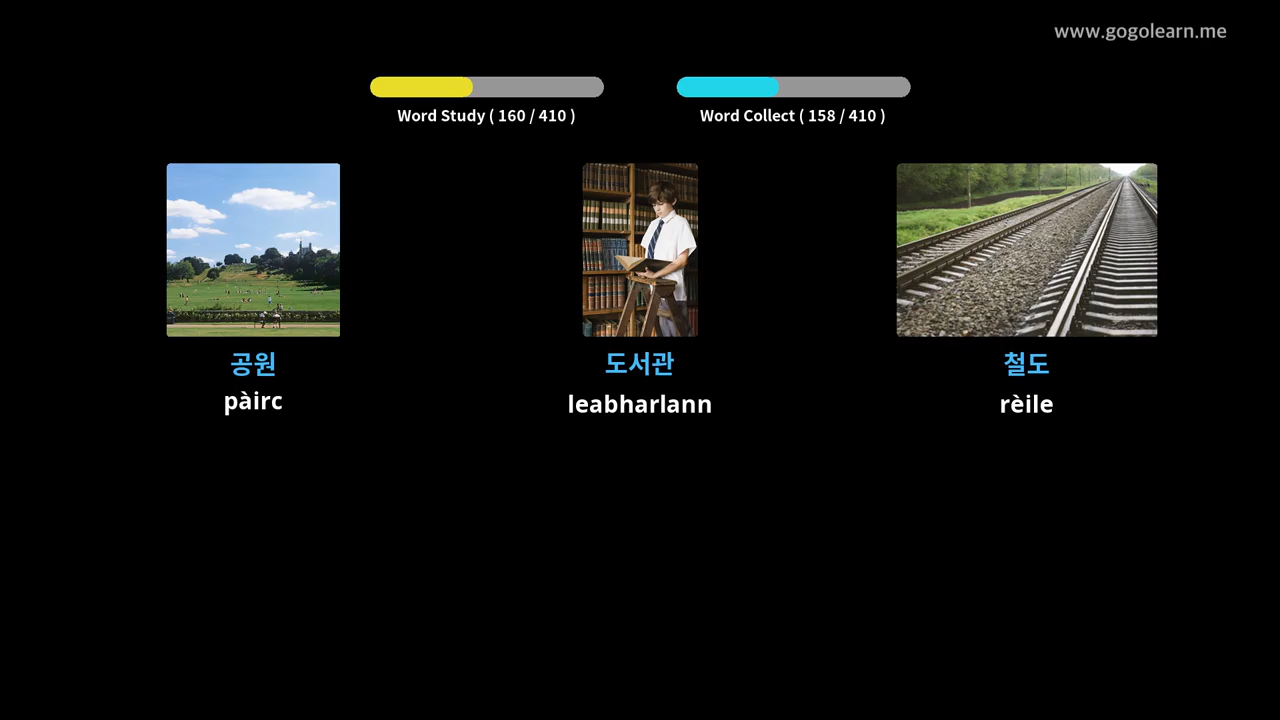 www.gogolearn.me
Word Study ( 160 / 410 )
Word Collect ( 158 / 410 )
공원
pàirc
도서관
leabharlann
철도
rèile